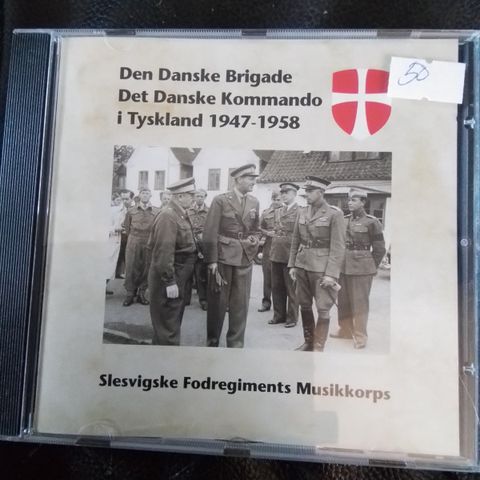 Den Danske Brigade
Det Danske Kommando
i Tyskland 1947-1958
50
Slesvigske Fodregiments Musikkorps